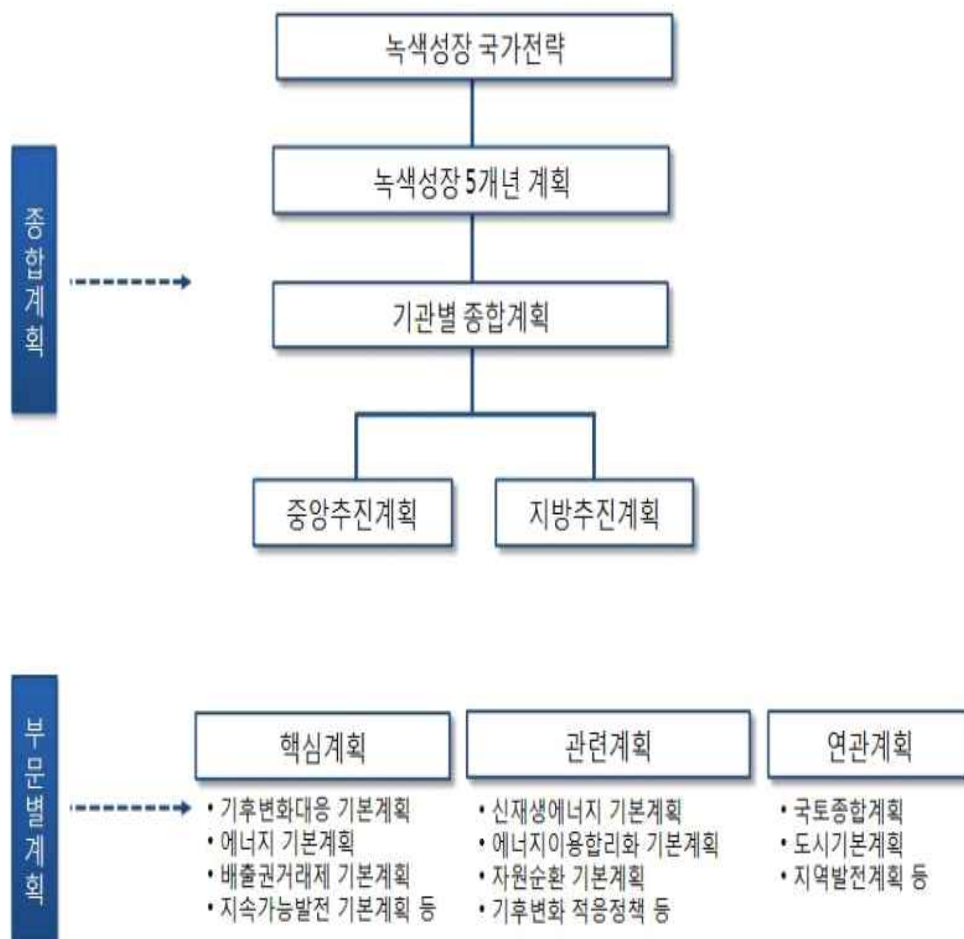 녹색성장 국가전략
종합계획
녹색성장 5개년 계획
기관별 종합계획
중앙추진계획
지방추진계획
부문별계획
핵심계획
• 기후변화대응 기본계획
• 에너지 기본계획
• 배출권거래제 기본계획
• 지속가능발전 기본계획 등
관련계획
• 신재생에너지 기본계획
• 에너지이용합리화 기본계획
• 자원순환 기본계획
• 기후변화 적응정책 등
연관계획
• 국토종합계획
• 도시기본계획
• 지역발전계획 등